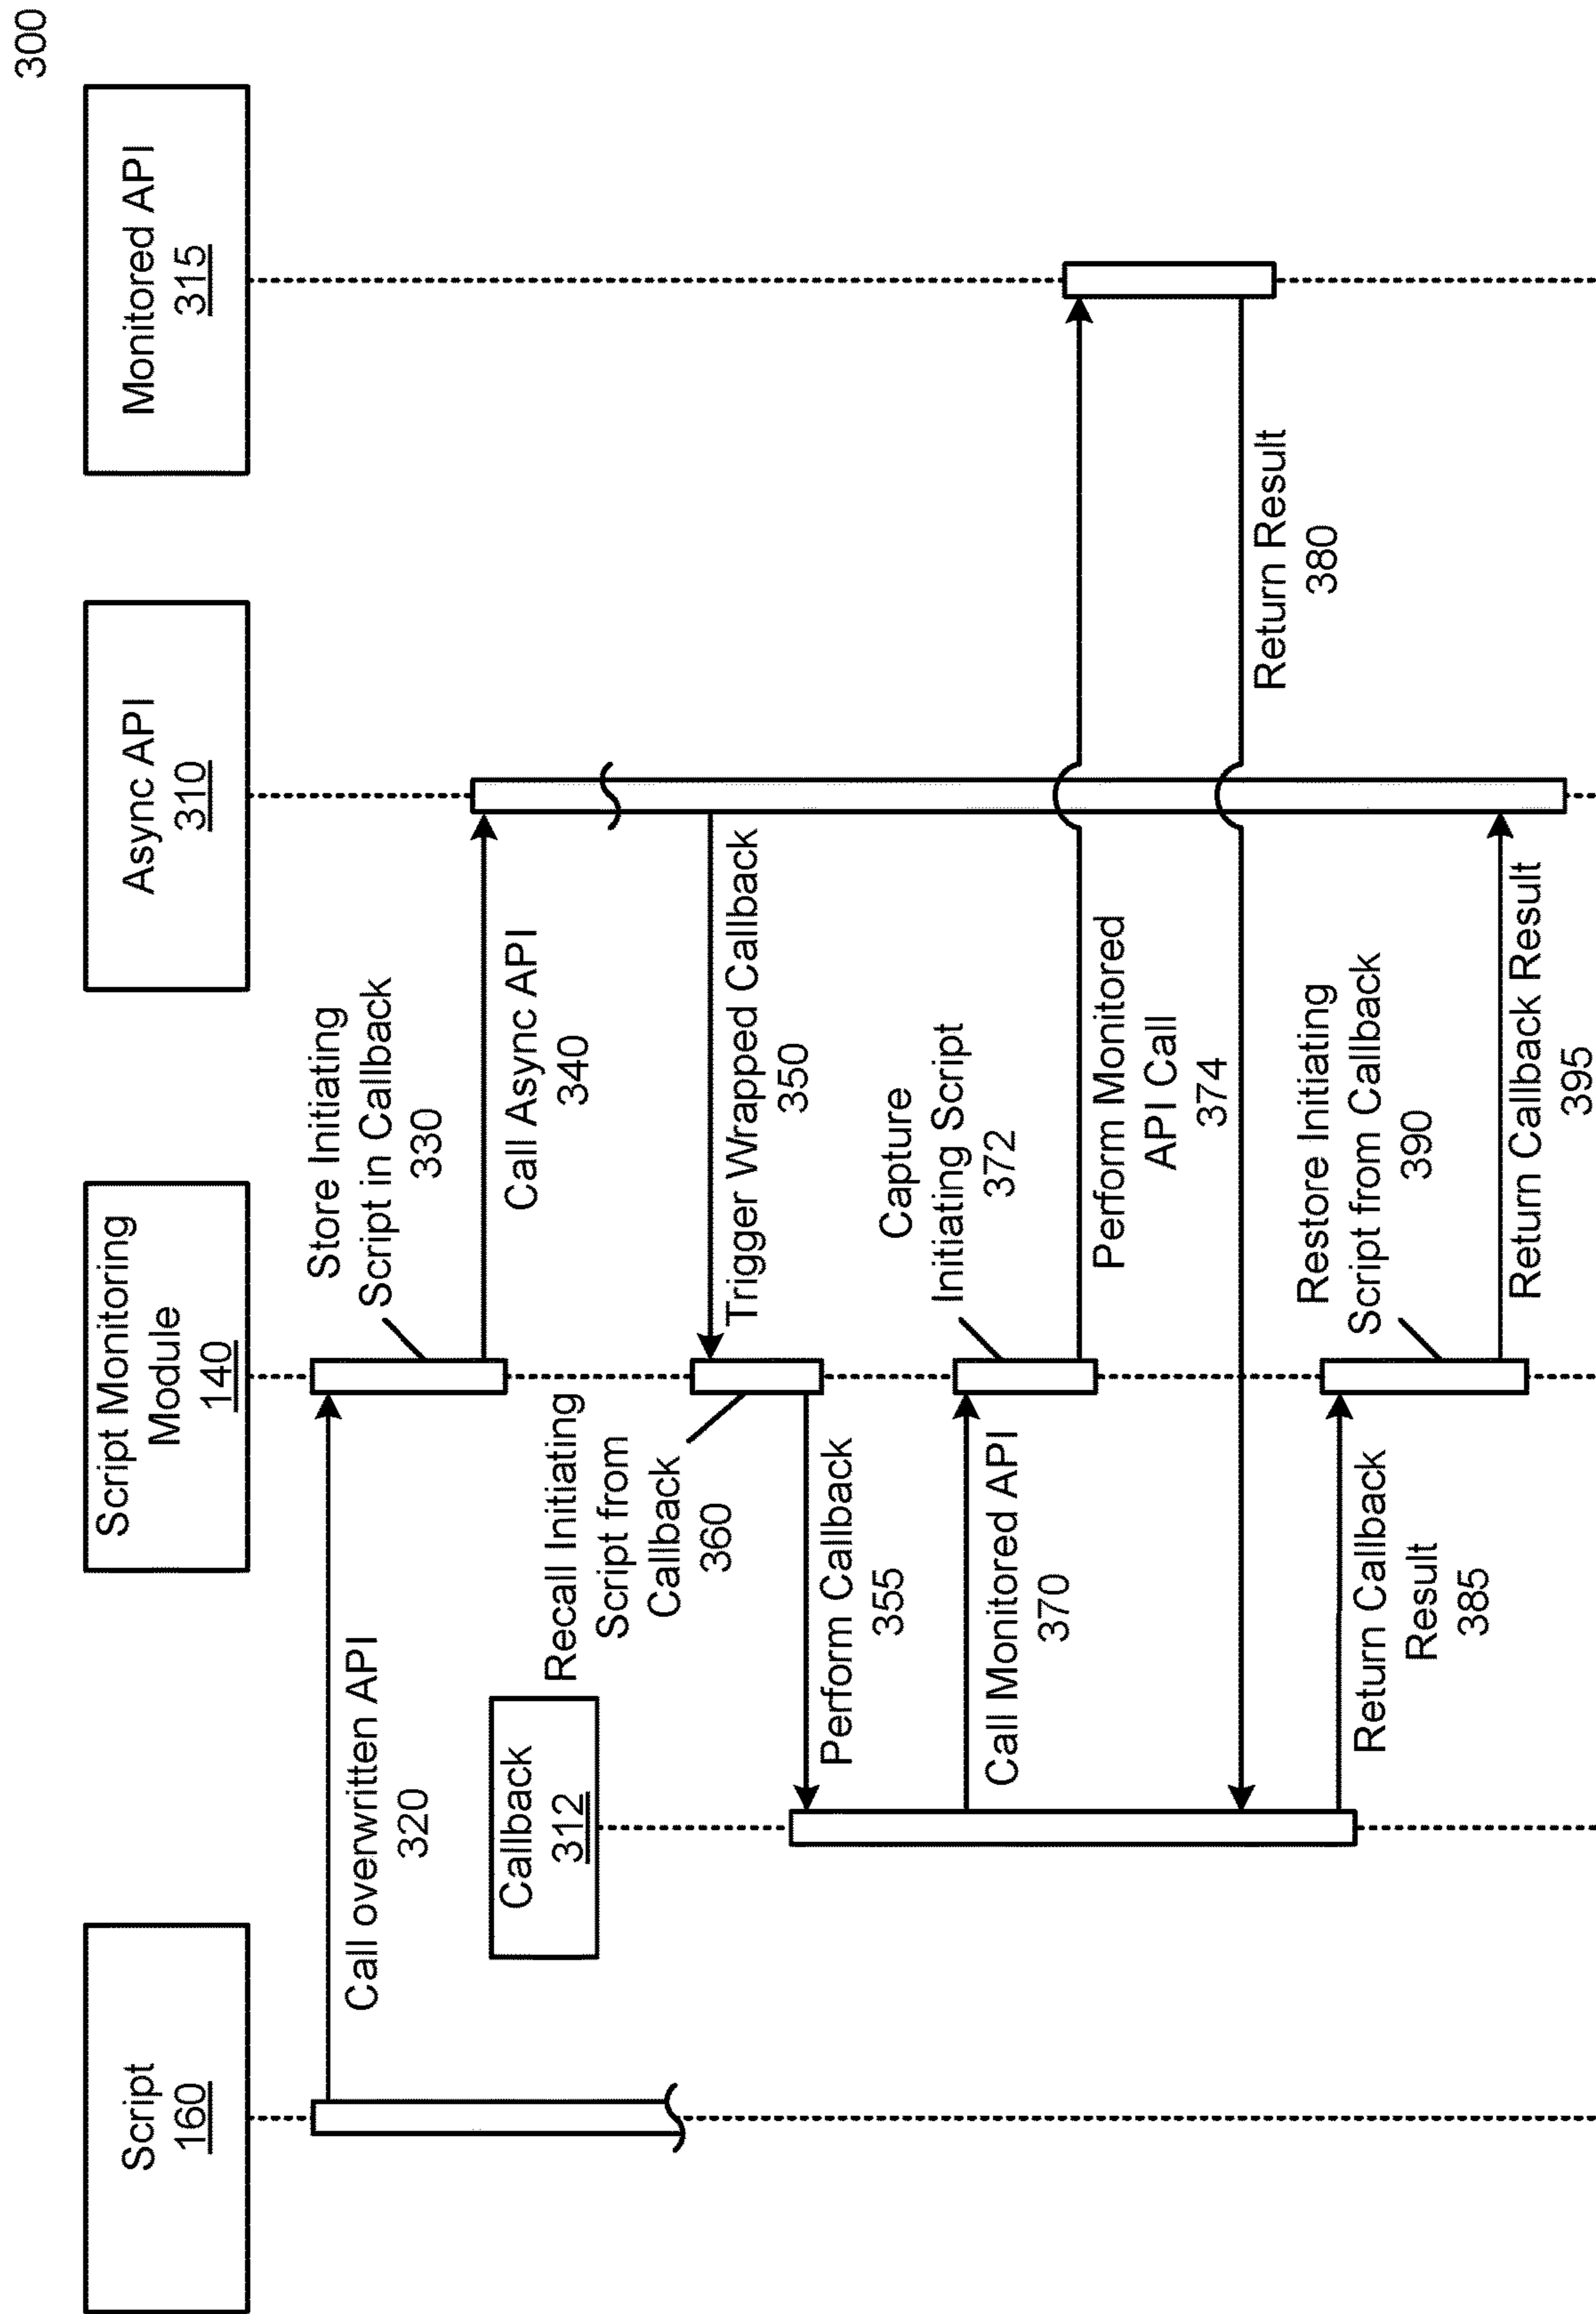 300
Script
160
Script Monitoring
Module
140
Async API
310
Monitored API
315
Call overwritten API
320
Store Initiating
Script in Callback
330
Call Async API
340
Callback
312
Trigger Wrapped Callback
350
Recall Initiating
Script from
Callback
360
Perform Callback
355
Call Monitored API
370
Capture
Initiating Script
372
Perform Monitored
API Call
374
Return Result
380
Return Callback
Result
385
Restore Initiating
Script from Callback
390
Return Callback Result
395